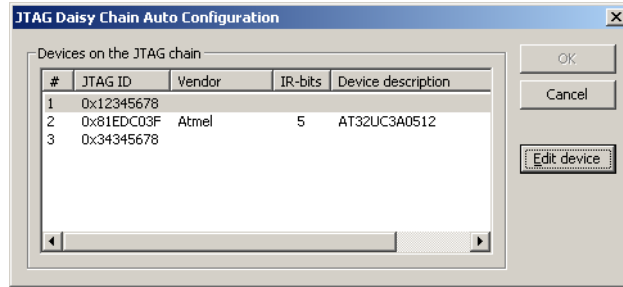 JTAG Daisy Chain Auto Configuration
Devices on the JTAG chain
# JTAG ID Vendor IR-bits Device description
1 0x12345678
2 0x81EDC03F Atmel 5 AT32UC3A0512
3 0x34345678
OK
Cancel
Edit device